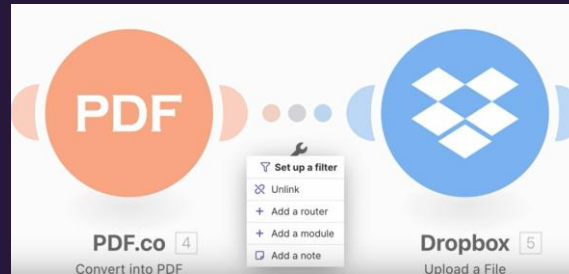 PDF
Set up a filter
Unlink
+ Add a router
+ Add a module
Add a note
PDF.co 4
Convert into PDF
Dropbox 5
Upload a File